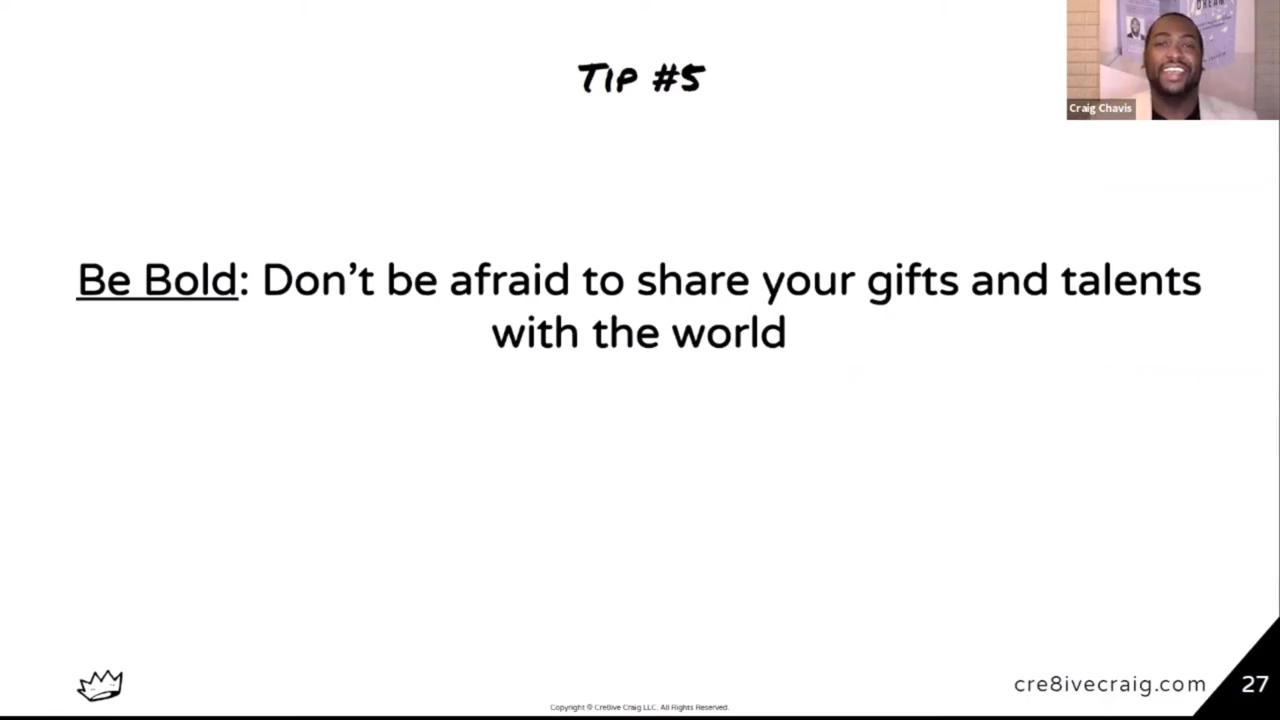 TIP #5
DREAM
Craig Chavis
Be Bold: Don’t be afraid to share your gifts and talents
with the world
cre8ivecraig.com
27
Copyright © Cre8ive Craig LLC. All Rights Reserved.